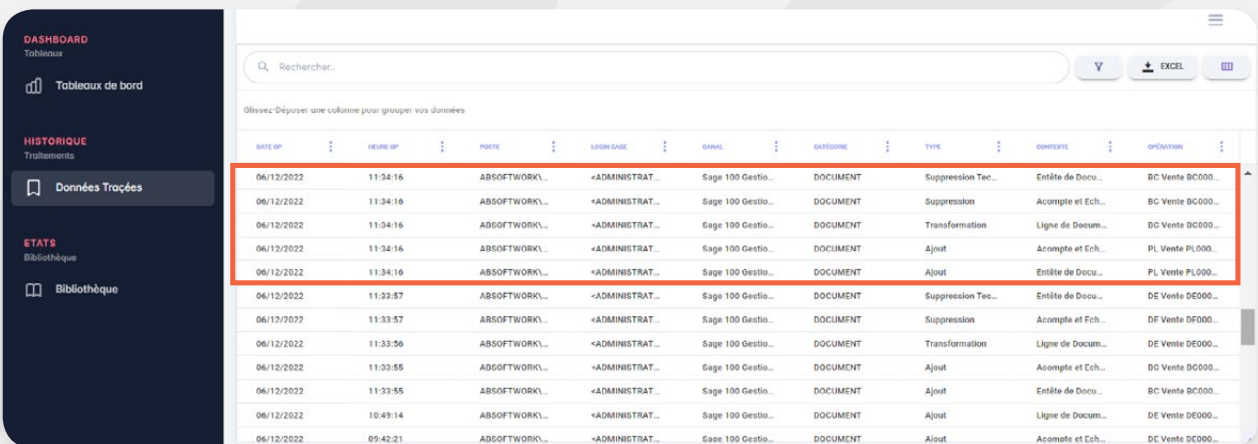 DASHBOARD
Tableaux
Tableaux de bord
HISTORIQUE
Traitements
Données Traçées
ETATS
Bibliothèque
Bibliothèque
Rechercher..
EXCEL
Glissez-Déposer une colonne pour grouper vos données
DATE OP HEURE OP POSTE LOGIN SAGE CANAL CATÉGORIE TYPE CONTEXTE OPÉRATION
06/12/2022 11:34:16 ABSOFTWORK\... <ADMINISTRAT... Sage 100 Gestio... DOCUMENT Suppression Tec... Entête de Docu... BC Vente BC000...
06/12/2022 11:34:16 ABSOFTWORK\... <ADMINISTRAT... Sage 100 Gestio... DOCUMENT Suppression Acompte et Ech... BC Vente BC000...
06/12/2022 11:34:16 ABSOFTWORK\... <ADMINISTRAT... Sage 100 Gestio... DOCUMENT Transformation Ligne de Docum... BC Vente BC000...
06/12/2022 11:34:16 ABSOFTWORK\... <ADMINISTRAT... Sage 100 Gestio... DOCUMENT Ajout Acompte et Ech... PL Vente PL000...
06/12/2022 11:34:16 ABSOFTWORK\... <ADMINISTRAT... Sage 100 Gestio... DOCUMENT Ajout Entête de Docu... PL Vente PL000...
06/12/2022 11:33:57 ABSOFTWORK\... <ADMINISTRAT... Sage 100 Gestio... DOCUMENT Suppression Tec... Entête de Docu... DE Vente DE000...
06/12/2022 11:33:57 ABSOFTWORK\... <ADMINISTRAT... Sage 100 Gestio... DOCUMENT Suppression Acompte et Ech... DE Vente DE000...
06/12/2022 11:33:56 ABSOFTWORK\... <ADMINISTRAT... Sage 100 Gestio... DOCUMENT Transformation Ligne de Docum... DE Vente DE000...
06/12/2022 11:33:55 ABSOFTWORK\... <ADMINISTRAT... Sage 100 Gestio... DOCUMENT Ajout Acompte et Ech... BC Vente BC000...
06/12/2022 11:33:55 ABSOFTWORK\... <ADMINISTRAT... Sage 100 Gestio... DOCUMENT Ajout Entête de Docu... BC Vente BC000...
06/12/2022 10:49:14 ABSOFTWORK\... <ADMINISTRAT... Sage 100 Gestio... DOCUMENT Ajout Ligne de Docum... DE Vente DE000...
06/12/2022 09:42:21 ABSOFTWORK\... <ADMINISTRAT... Sage 100 Gestio... DOCUMENT Ajout Acompte et Ech... DE Vente DE000...